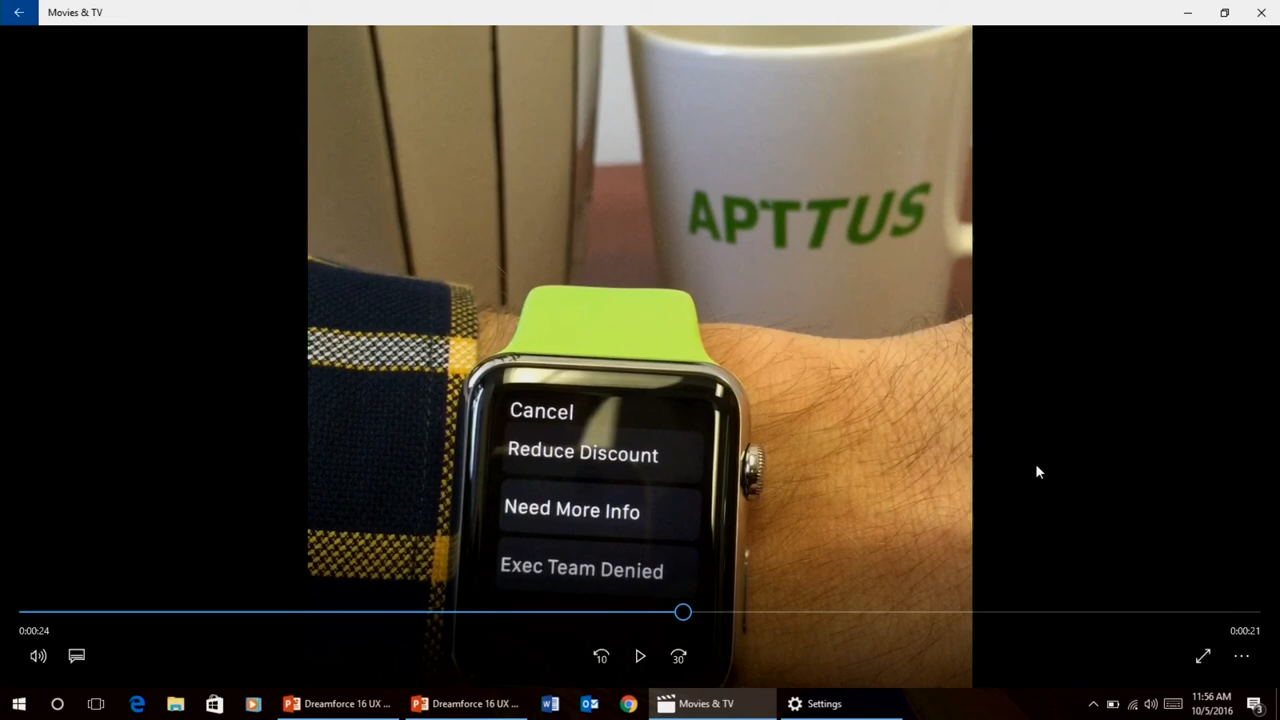 Movies & TV
APTTUS
Cancel
Reduce Discount
Need More Info
Exec Team Denied
0:00:24
0:00:21
10
30
Dreamforce 16 UX ...
Dreamforce 16 UX ...
Movies & TV
Settings
11:56 AM
10/5/2016
3